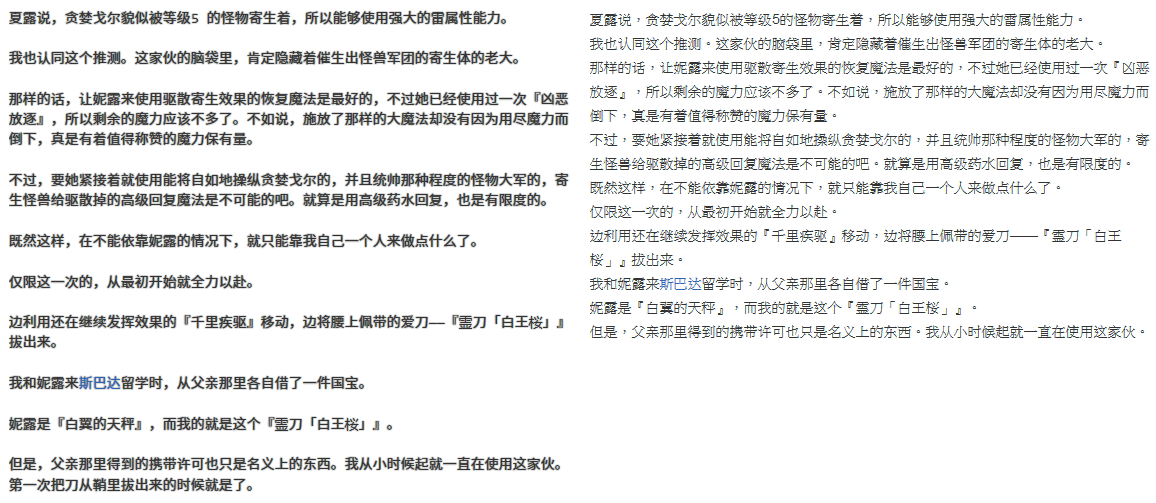 夏露说，贪婪戈尔貌似被等级5 的怪物寄生着，所以能够使用强大的雷属性能力。
我也认同这个推测。这家伙的脑袋里，肯定隐藏着催生出怪兽军团的寄生体的老大。
那样的话，让妮露来使用驱散寄生效果的恢复魔法是最好的，不过她已经使用过一次『凶恶
放逐』，所以剩余的魔力应该不多了。不如说，施放了那样的大魔法却没有因为用尽魔力而
倒下，真是有着值得称赞的魔力保有量。
不过，要她紧接着就使用能将自如地操纵贪婪戈尔的，并且统帅那种程度的怪物大军的，寄
生怪兽给驱散掉的高级回复魔法是不可能的吧。就算是用高级药水回复，也是有限度的。
既然这样，在不能依靠妮露的情况下，就只能靠我自己一个人来做点什么了。
仅限这一次的，从最初开始就全力以赴。
边利用还在继续发挥效果的『千里疾驱』移动，边将腰上佩带的爱刀——『霊刀「白王桜」』
拔出来。
我和妮露来斯巴达留学时，从父亲那里各自借了一件国宝。
妮露是『白翼的天秤』，而我的就是这个『霊刀「白王桜」』。
但是，父亲那里得到的携带许可也只是名义上的东西。我从小时候起就一直在使用这家伙。
第一次把刀从鞘里拔出来的时候就是了。
夏露说，贪婪戈尔貌似被等级5的怪物寄生着，所以能够使用强大的雷属性能力。
我也认同这个推测。这家伙的脑袋里，肯定隐藏着催生出怪兽军团的寄生体的老大。
那样的话，让妮露来使用驱散寄生效果的恢复魔法是最好的，不过她已经使用过一次『凶恶
放逐』，所以剩余的魔力应该不多了。不如说，施放了那样的大魔法却没有因为用尽魔力而
倒下，真是有着值得称赞的魔力保有量。
不过，要她紧接着就使用能将自如地操纵贪婪戈尔的，并且统帅那种程度的怪物大军的，寄
生怪兽给驱散掉的高级回复魔法是不可能的吧。就算是用高级药水回复，也是有限度的。
既然这样，在不能依靠妮露的情况下，就只能靠我自己一个人来做点什么了。
仅限这一次的，从最初开始就全力以赴。
边利用还在继续发挥效果的『千里疾驱』移动，边将腰上佩带的爱刀——『霊刀「白王
桜」』拔出来。
我和妮露来斯巴达留学时，从父亲那里各自借了一件国宝。
妮露是『白翼的天秤』，而我的就是这个『霊刀「白王桜」』。
但是，父亲那里得到的携带许可也只是名义上的东西。我从小时候起就一直在使用这家伙。